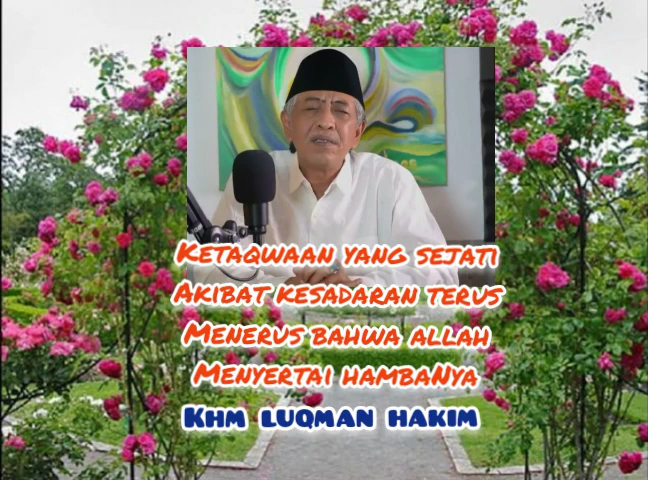 Ketaqwaan yang sejati
Akibat kesadaran terus
Menerus bahwa allah
Menyertai hambaNya
Khm luqman hakim